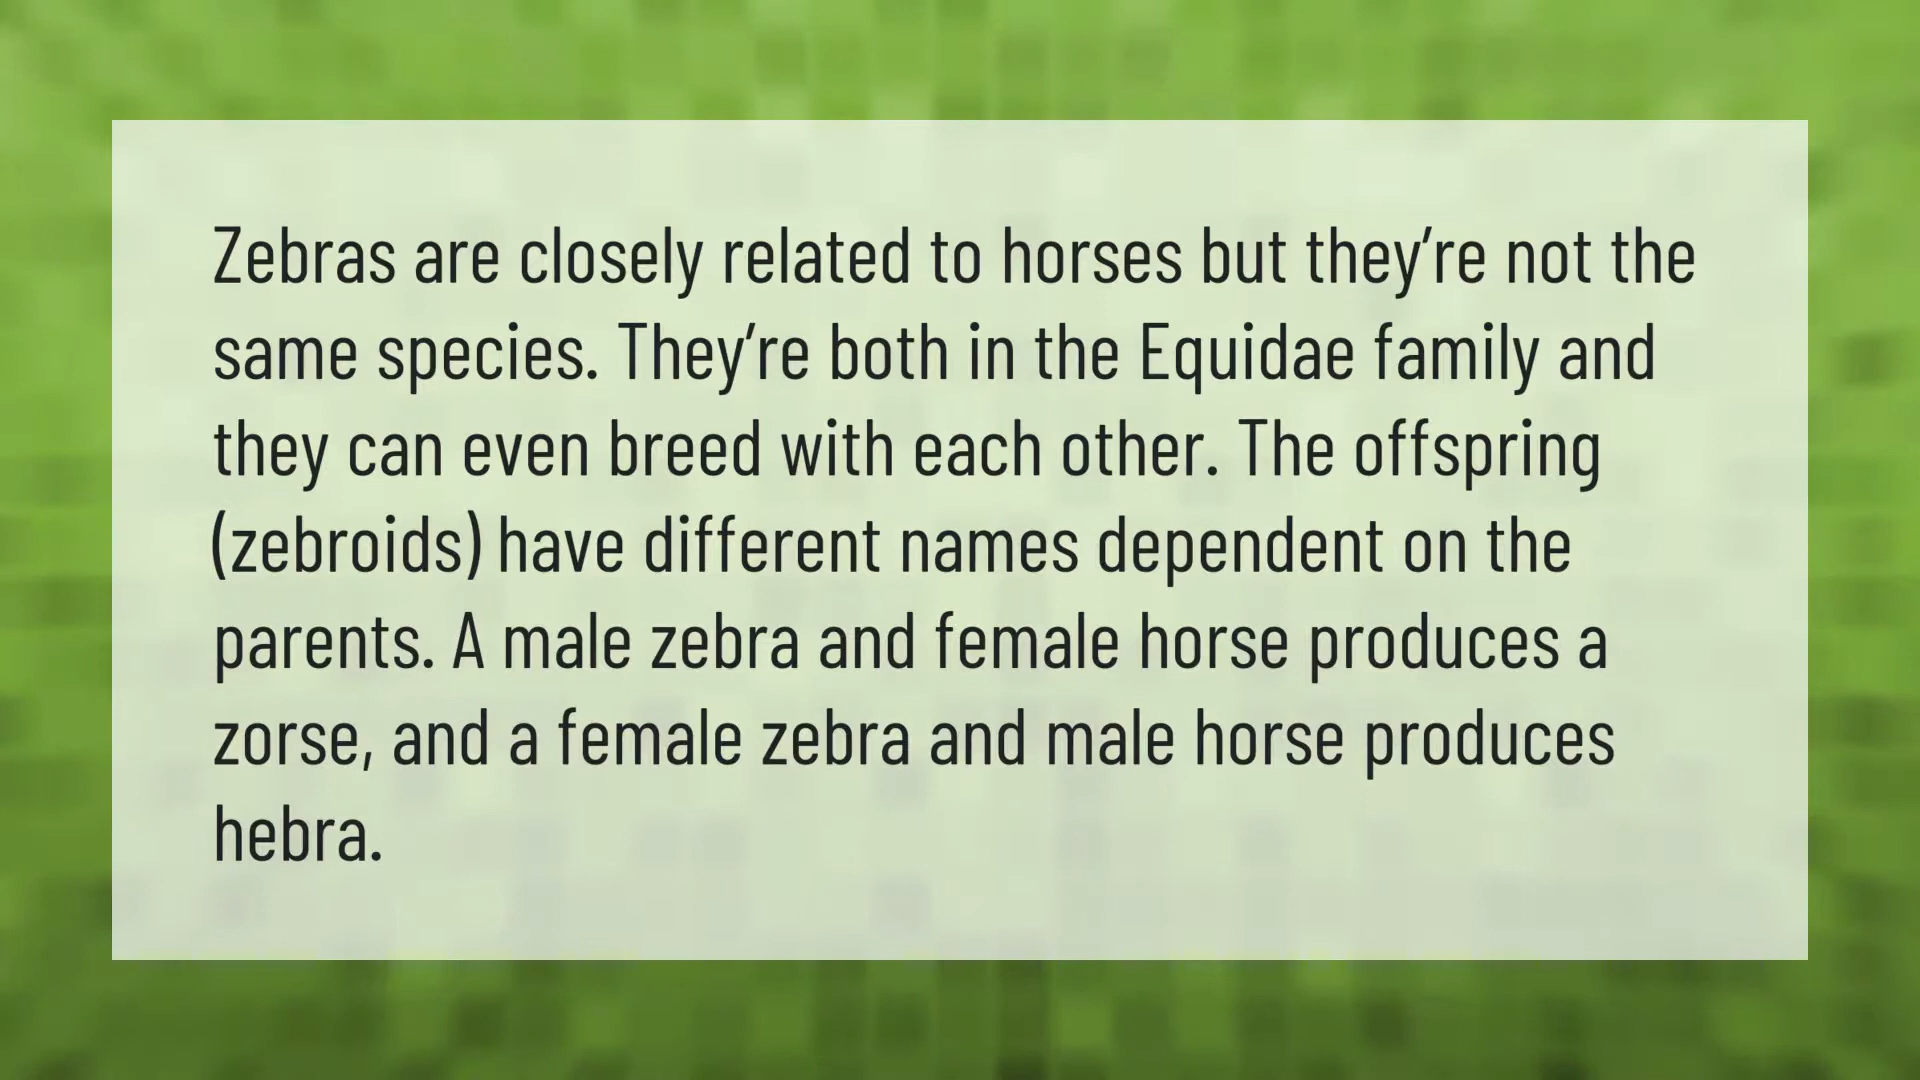 Zebras are closely related to horses but they’re not the
same species. They’re both in the Equidae family and
they can even breed with each other. The offspring
(zebroids) have different names dependent on the
parents. A male zebra and female horse produces a
zorse, and a female zebra and male horse produces
hebra.